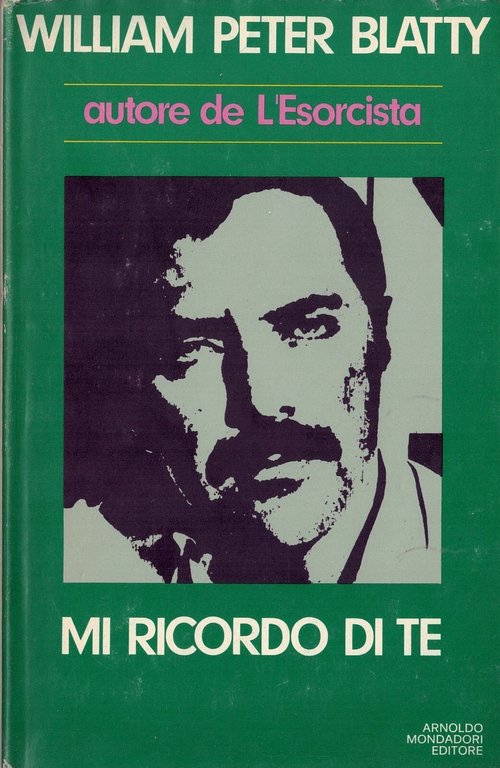 WILLIAM PETER BLATTY
autore de L'Esorcista
MI RICORDO DI TE
ARNOLDO
MONDADORI
EDITORE